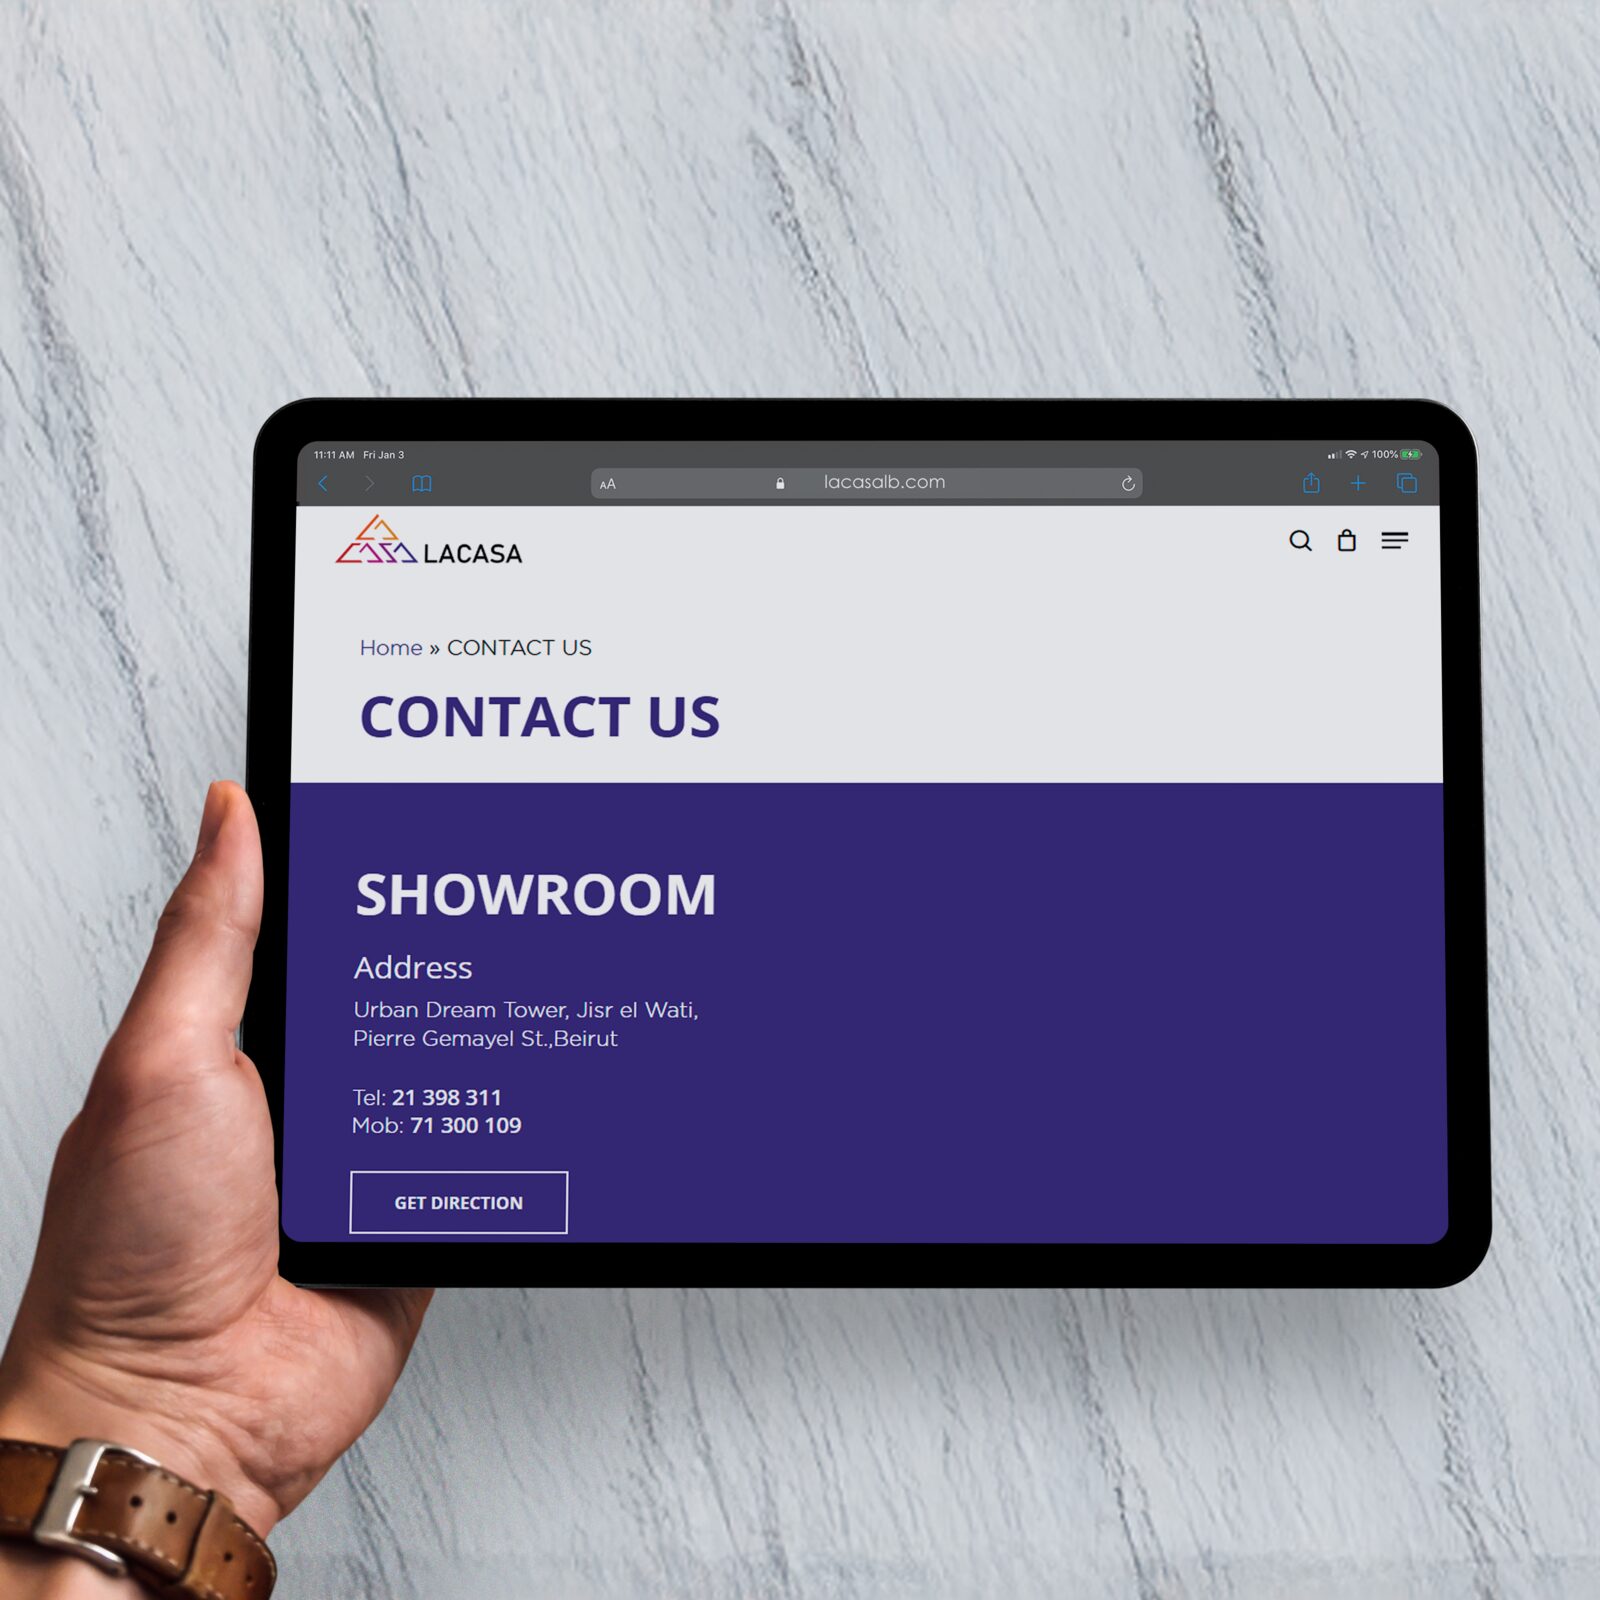 11:11 AM Fri Jan 3
100%
AA lacasalb.com
CASA LACASA
Home » CONTACT US
CONTACT US
SHOWROOM
Address
Urban Dream Tower, Jisr el Wati,
Pierre Gemayel St.,Beirut
Tel: 21 398 311
Mob: 71 300 109
GET DIRECTION